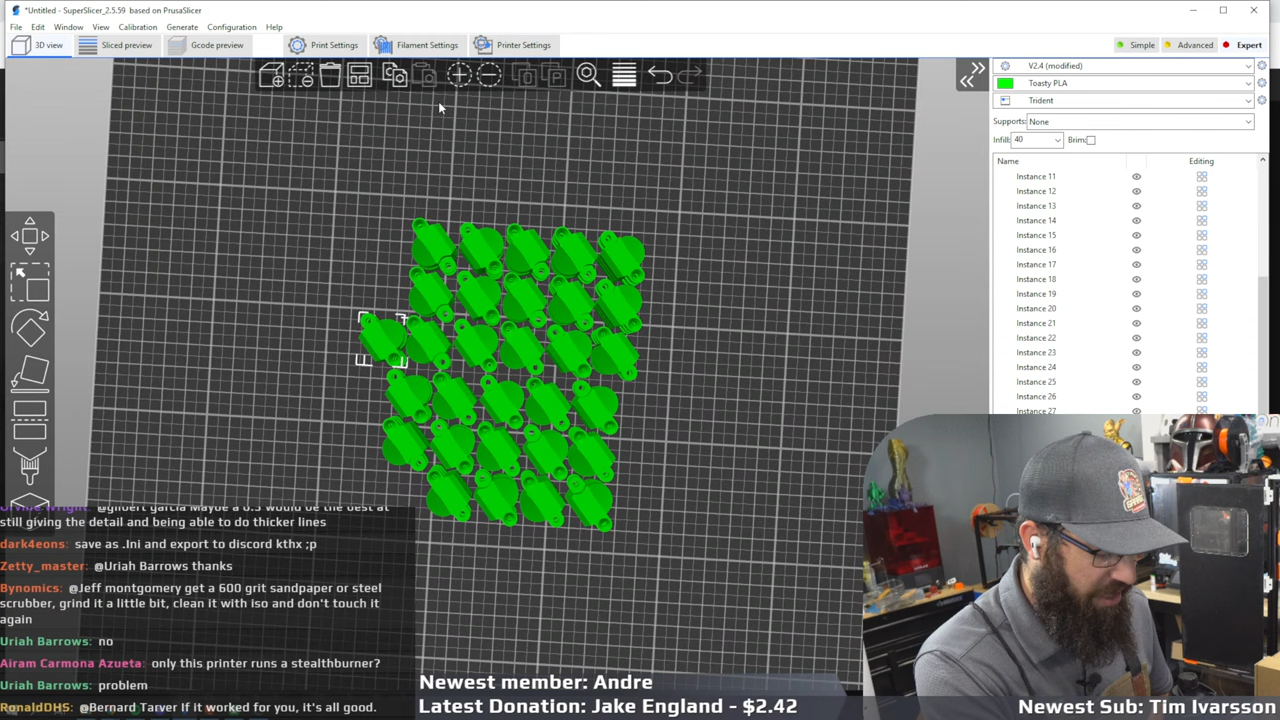 *Untitled - SuperSlicer_2.5.59 based on PrusaSlicer
File Edit Window View Calibration Generate Configuration Help
3D view Sliced preview Gcode preview Print Settings Filament Settings Printer Settings Simple Advanced Expert
V2.4 (modified)
Toasty PLA
Trident
Supports: None
Infill: 40 Brim:
Name Editing
Instance 11
Instance 12
Instance 13
Instance 14
Instance 15
Instance 16
Instance 17
Instance 18
Instance 19
Instance 20
Instance 21
Instance 22
Instance 23
Instance 24
Instance 25
Instance 26
Instance 27
still giving the detail and being able to do thicker lines
dark4eons: save as .Ini and export to discord kthx ;p
Zetty_master: @Uriah Barrows thanks
Bynomics: @Jeff montgomery get a 600 grit sandpaper or steel
scrubber, grind it a little bit, clean it with Iso and don't touch it
again
Uriah Barrows: no
Airam Carmona Azueta: only this printer runs a stealthburner?
Uriah Barrows: problem
RonaldDHS: @Bernard Tarver If it worked for you, it's all good.
Newest member: Andre
Latest Donation: Jake England - $2.42
Newest Sub: Tim Ivarsson